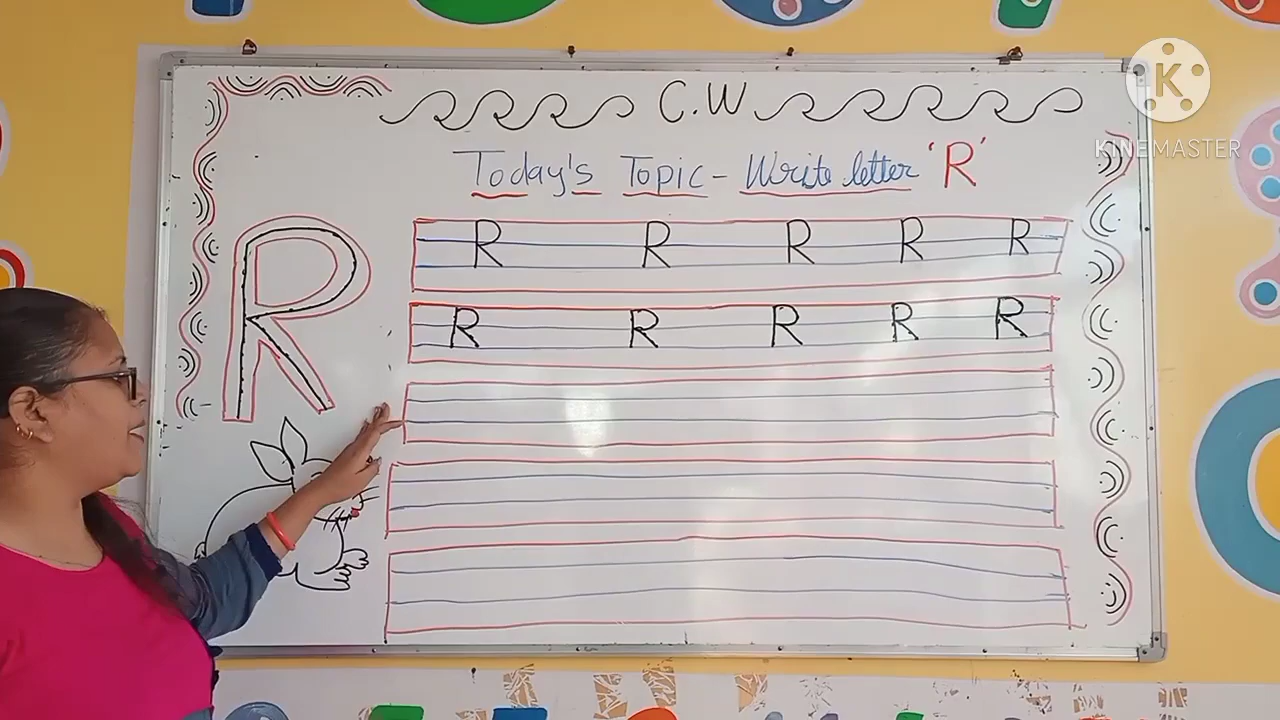 C.W
Today's Topic - Write letter 'R'
R
R R R R R
R R R R R
K
KINEMASTER